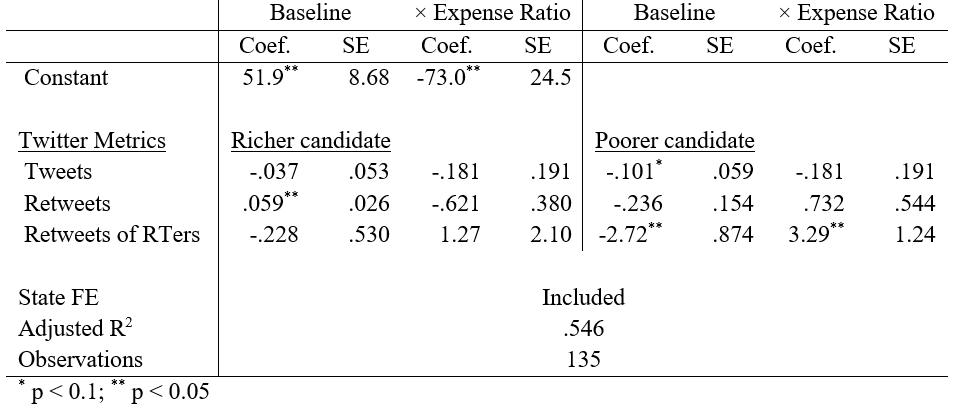 Baseline × Expense Ratio Baseline × Expense Ratio
Coef. SE Coef. SE Coef. SE Coef. SE
Constant 51.9** 8.68 -73.0** 24.5
Twitter Metrics Richer candidate Poorer candidate
Tweets -.037 .053 -.181 .191 -.101* .059 -.181 .191
Retweets .059** .026 -.621 .380 -.236 .154 .732 .544
Retweets of RTers -.228 .530 1.27 2.10 -2.72** .874 3.29** 1.24
State FE Included
Adjusted R² .546
Observations 135
* p < 0.1; ** p < 0.05